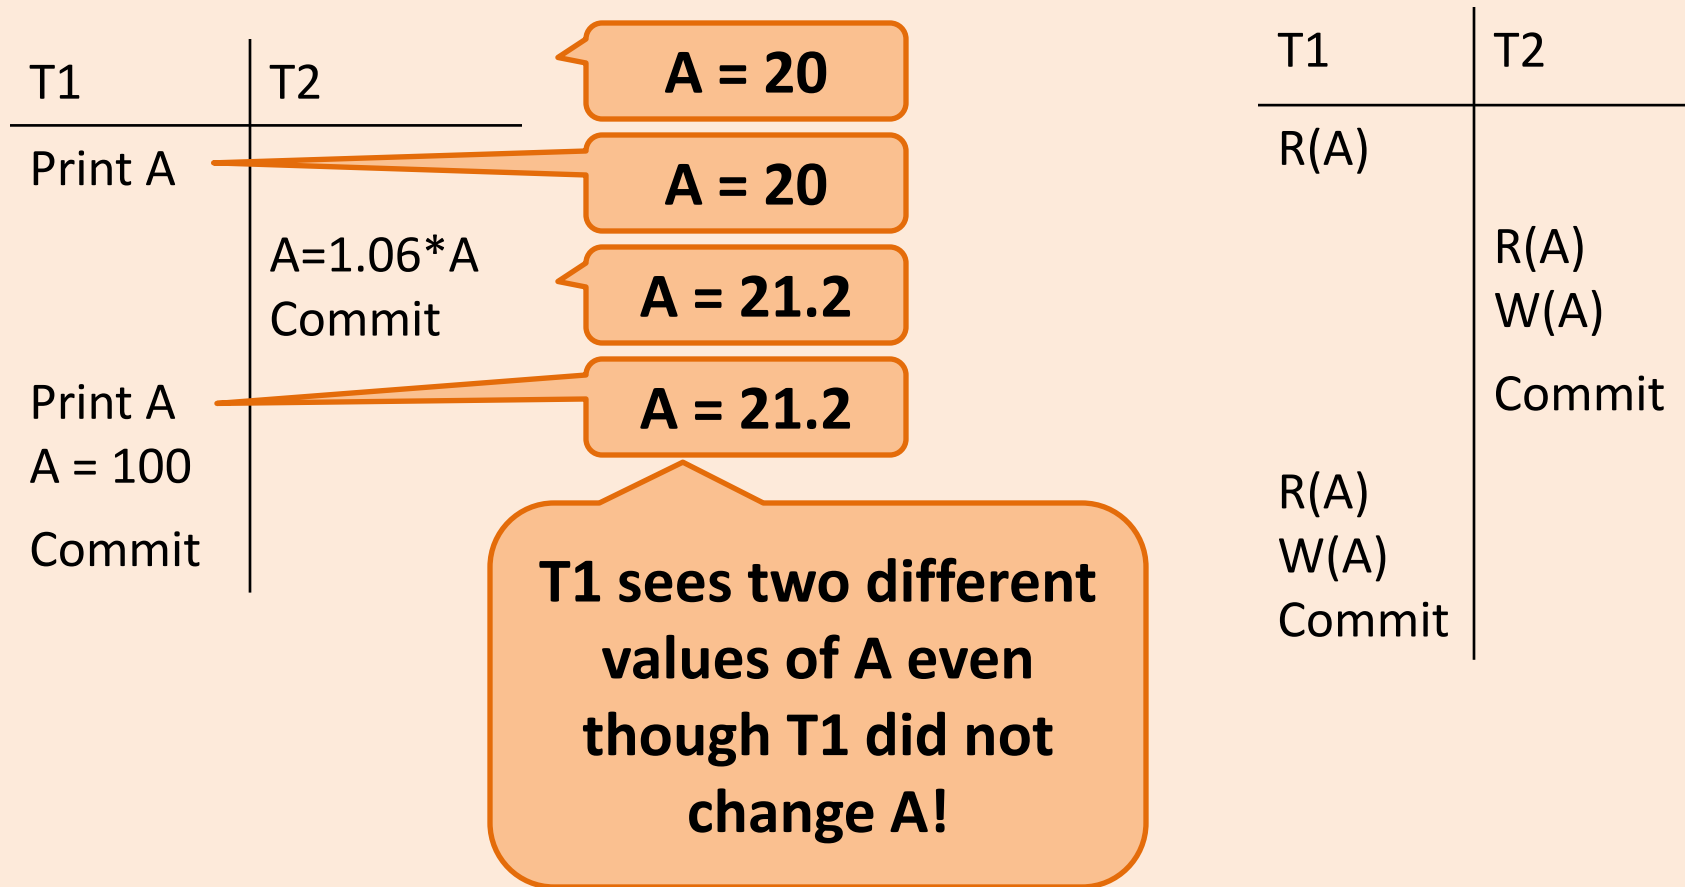 T1 T2
Print A
A=1.06*A
Commit
Print A
A = 100
Commit
A = 20
A = 20
A = 21.2
A = 21.2
T1 sees two different
values of A even
though T1 did not
change A!
T1 T2
R(A)
R(A)
W(A)
Commit
R(A)
W(A)
Commit